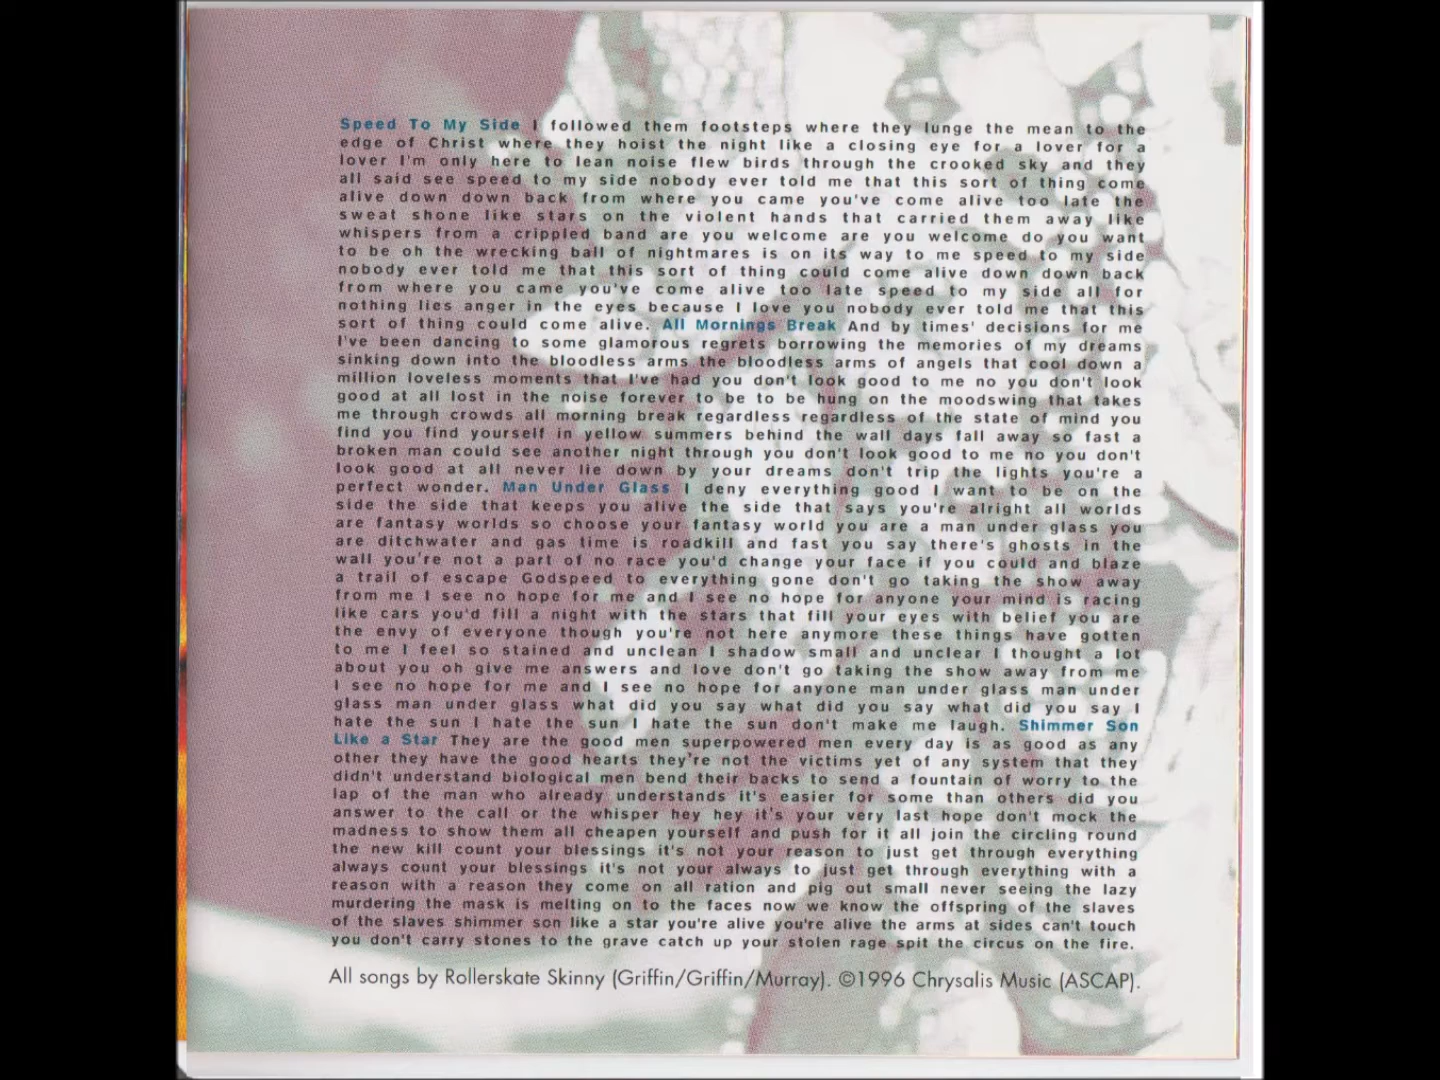 Speed To My Side I followed them footsteps where they lunge the mean to the
edge of Christ where they hoist the night like a closing eye for a lover for a
lover I'm only here to lean noise flew birds through the crooked sky and they
all said see speed to my side nobody ever told me that this sort of thing come
alive down down back from where you came you've come alive too late the
sweat shone like stars on the violent hands that carried them away like
whispers from a crippled band are you welcome are you welcome do you want
to be oh the wrecking ball of nightmares is on its way to me speed to my side
nobody ever told me that this sort of thing could come alive down down back
from where you came you've come alive too late speed to my side all for
nothing lies anger in the eyes because I love you nobody ever told me that this
sort of thing could come alive. All Mornings Break And by times' decisions for me
I've been dancing to some glamorous regrets borrowing the memories of my dreams
sinking down into the bloodless arms the bloodless arms of angels that cool down a
million loveless moments that I've had you don't look good to me no you don't look
good at all lost in the noise forever to be to be hung on the moodswing that takes
me through crowds all morning break regardless regardless of the state of mind you
find you find yourself in yellow summers behind the wall days fall away so fast a
broken man could see another night through you don't look good to me no you don't
look good at all never lie down by your dreams don't trip the lights you're a
perfect wonder. Man Under Glass I deny everything good I want to be on the
side the side that keeps you alive the side that says you're alright all worlds
are fantasy worlds so choose your fantasy world you are a man under glass you
are ditchwater and gas time is roadkill and fast you say there's ghosts in the
wall you're not a part of no race you'd change your face if you could and blaze
a trail of escape Godspeed to everything gone don't go taking the show away
from me I see no hope for me and I see no hope for anyone your mind is racing
like cars you'd fill a night with the stars that fill your eyes with belief you are
the envy of everyone though you're not here anymore these things have gotten
to me I feel so stained and unclean I shadow small and unclear I thought a lot
about you oh give me answers and love don't go taking the show away from me
I see no hope for me and I see no hope for anyone man under glass man under
glass man under glass what did you say what did you say what did you say I
hate the sun I hate the sun I hate the sun don't make me laugh. Shimmer Son
Like a Star They are the good men superpowered men every day is as good as any
other they have the good hearts they're not the victims yet of any system that they
didn't understand biological men bend their backs to send a fountain of worry to the
lap of the man who already understands it's easier for some than others did you
answer to the call or the whisper hey hey it's your very last hope don't mock the
madness to show them all cheapen yourself and push for it all join the circling round
the new kill count your blessings it's not your reason to just get through everything
always count your blessings it's not your always to just get through everything with a
reason with a reason they come on all ration and pig out small never seeing the lazy
murdering the mask is melting on to the faces now we know the offspring of the slaves
of the slaves shimmer son like a star you're alive you're alive the arms at sides can't touch
you don't carry stones to the grave catch up your stolen rage spit the circus on the fire.
All songs by Rollerskate Skinny (Griffin/Griffin/Murray). ©1996 Chrysalis Music (ASCAP).